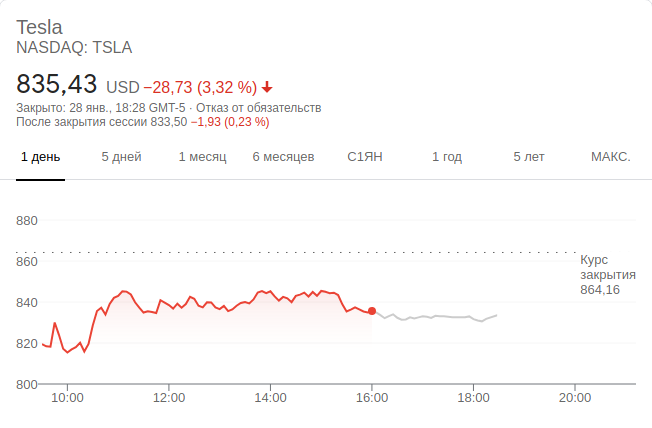 Tesla
NASDAQ: TSLA
835,43 USD −28,73 (3,32 %)
Закрыто: 28 янв., 18:28 GMT-5 · Отказ от обязательств
После закрытия сессии 833,50 −1,93 (0,23 %)
1 день 5 дней 1 месяц 6 месяцев С1ЯН 1 год 5 лет МАКС.
880
860
840
820
800
Курс
закрытия
864,16
10:00 12:00 14:00 16:00 18:00 20:00